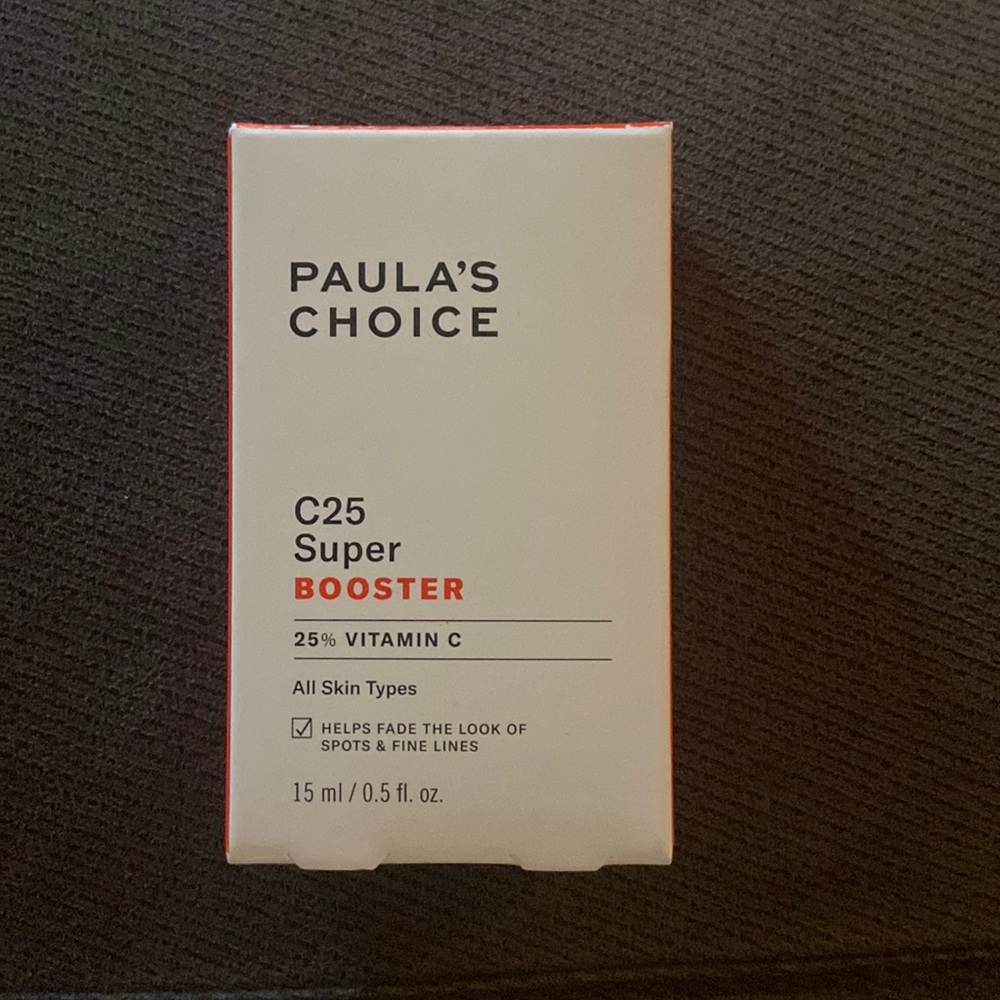 PAULA'S
CHOICE
C25
Super
BOOSTER
25% VITAMIN C
All Skin Types
HELPS FADE THE LOOK OF
SPOTS & FINE LINES
15 ml / 0.5 fl. oz.